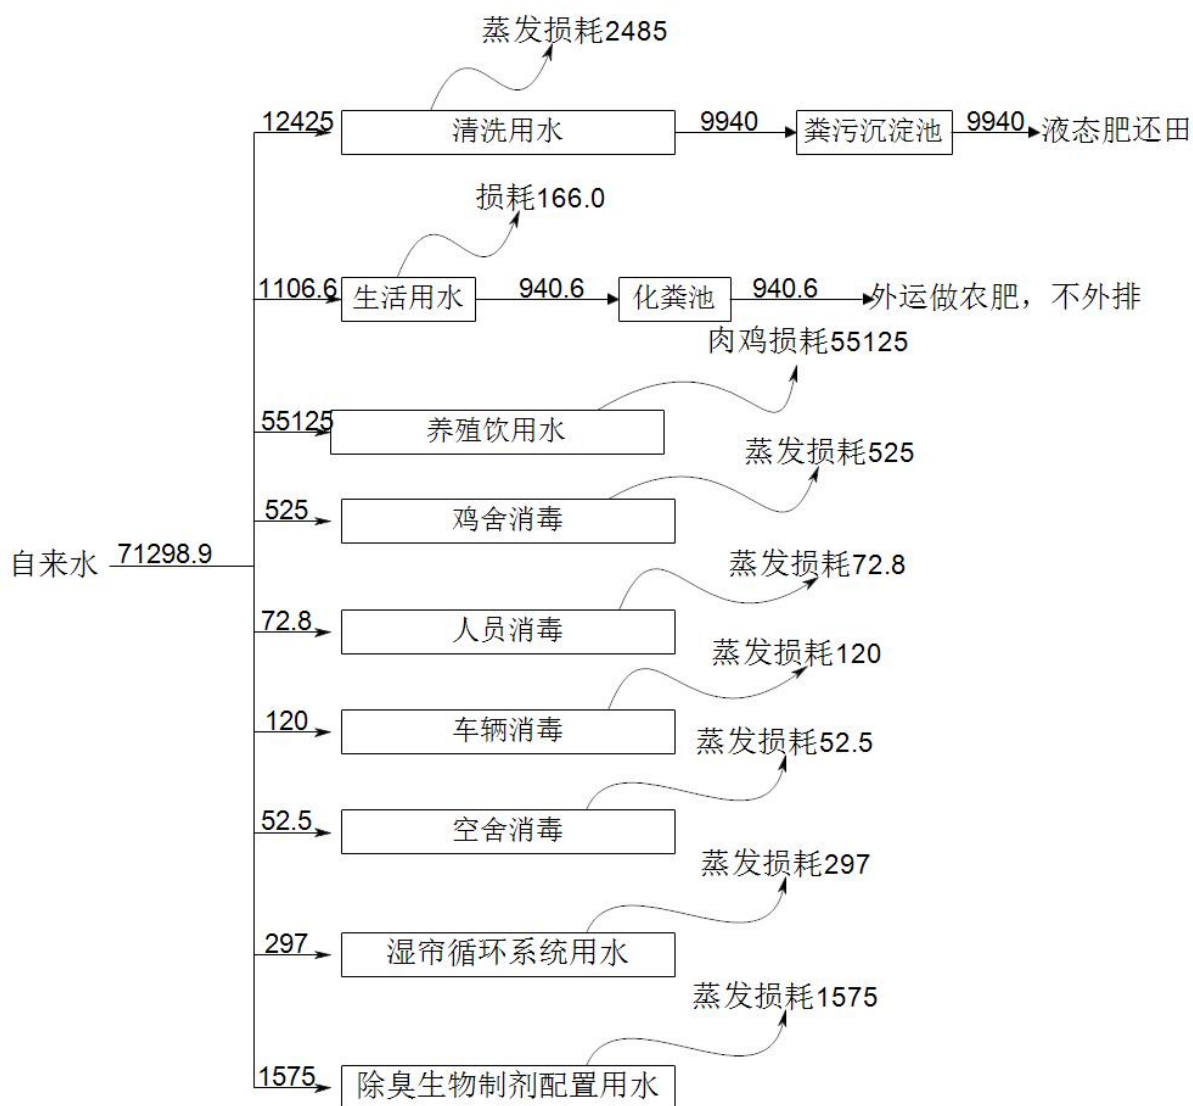 蒸发损耗2485
12425
清洗用水
9940
粪污沉淀池
9940
液态肥还田
损耗166.0
1106.6
生活用水
940.6
化粪池
940.6
外运做农肥，不外排
肉鸡损耗55125
55125
养殖饮用水
蒸发损耗525
525
鸡舍消毒
自来水
71298.9
蒸发损耗72.8
72.8
人员消毒
蒸发损耗120
120
车辆消毒
蒸发损耗52.5
52.5
空舍消毒
蒸发损耗297
297
湿帘循环系统用水
蒸发损耗1575
1575
除臭生物制剂配置用水